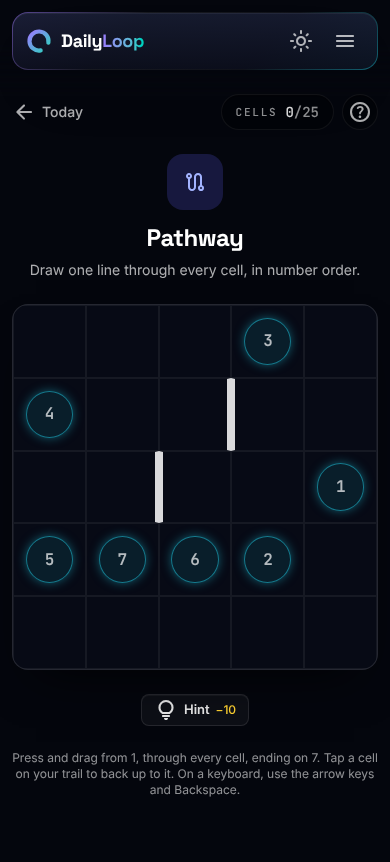 DailyLoop
Today
CELLS 0/25
Pathway
Draw one line through every cell, in number order.
3
4
1
5 7 6 2
Hint −10
Press and drag from 1, through every cell, ending on 7. Tap a cell
on your trail to back up to it. On a keyboard, use the arrow keys
and Backspace.